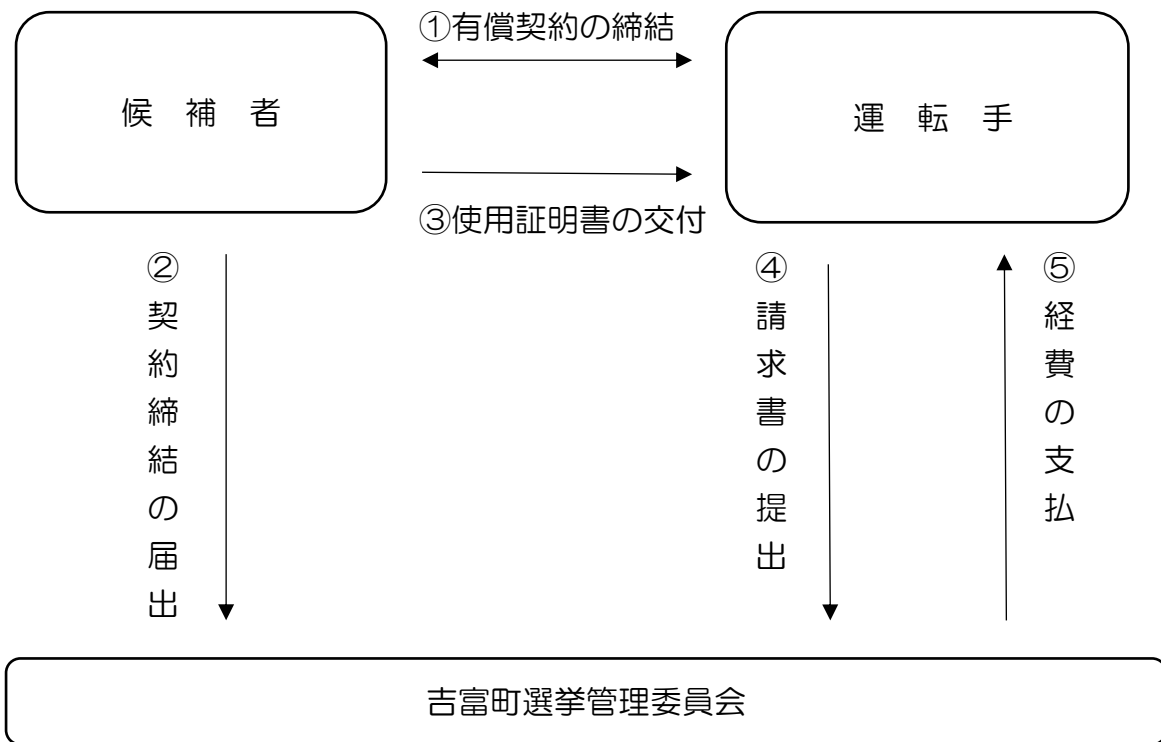 ①有償契約の締結
候 補 者
運 転 手
③使用証明書の交付
②契約締結の届出
④請求書の提出
⑤経費の支払
吉富町選挙管理委員会